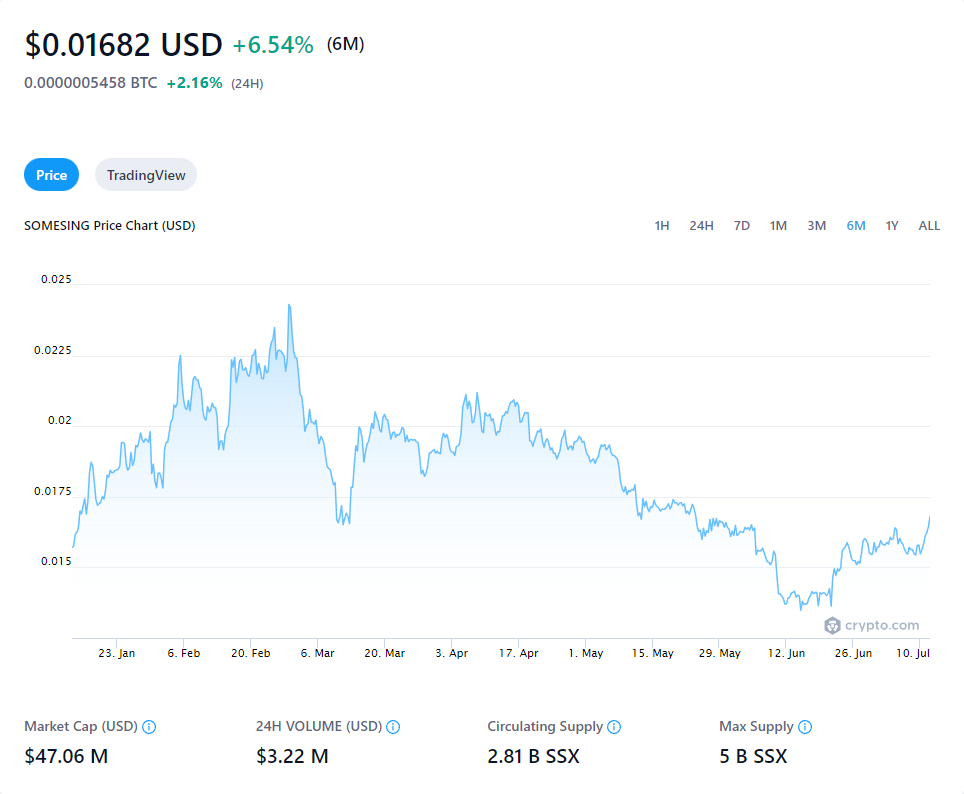 $0.01682 USD +6.54% (6M)
0.0000005458 BTC +2.16% (24H)
Price TradingView
SOMESING Price Chart (USD) 1H 24H 7D 1M 3M 6M 1Y ALL
0.025
0.0225
0.02
0.0175
0.015
crypto.com
23. Jan 6. Feb 20. Feb 6. Mar 20. Mar 3. Apr 17. Apr 1. May 15. May 29. May 12. Jun 26. Jun 10. Jul
Market Cap (USD) 24H VOLUME (USD) Circulating Supply Max Supply
$47.06 M $3.22 M 2.81 B SSX 5 B SSX